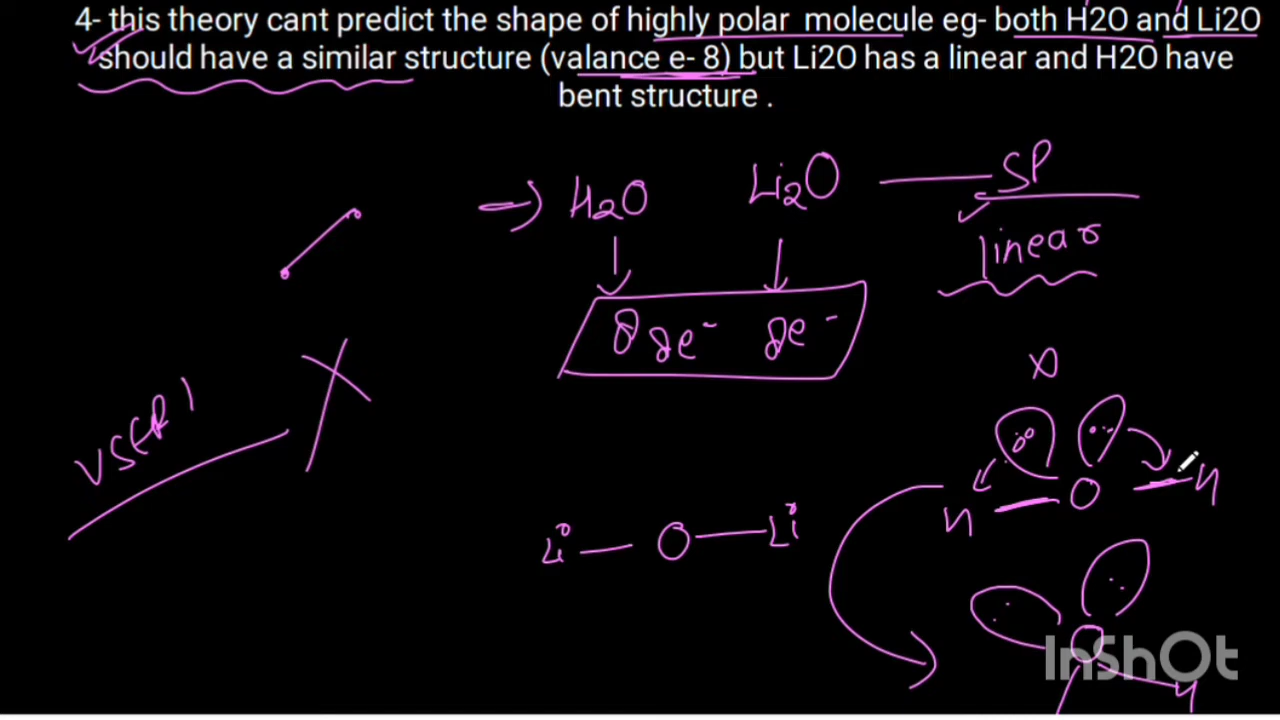 4- this theory cant predict the shape of highly polar molecule eg- both H2O and Li2O
should have a similar structure (valance e- 8) but Li2O has a linear and H2O have
bent structure .
H2O Li2O SP
linear
8 8e- 8e-
VSEPR
H O H
Li O Li
O H
InShOt